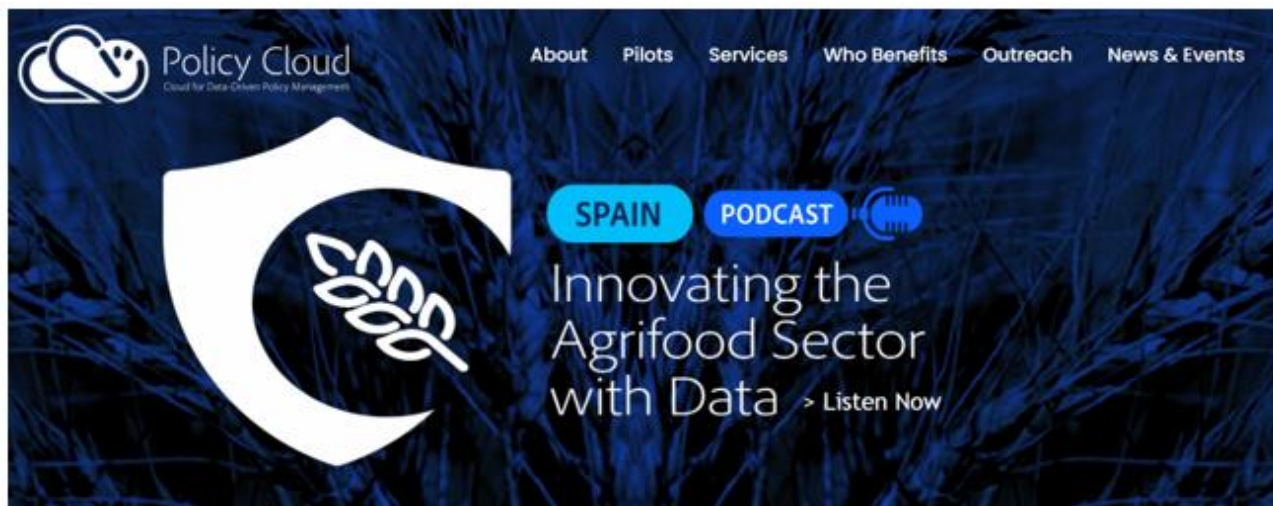 Policy Cloud
Cloud for Data-Driven Policy Management
About Pilots Services Who Benefits Outreach News & Events
SPAIN PODCAST
Innovating the
Agrifood Sector
with Data > Listen Now